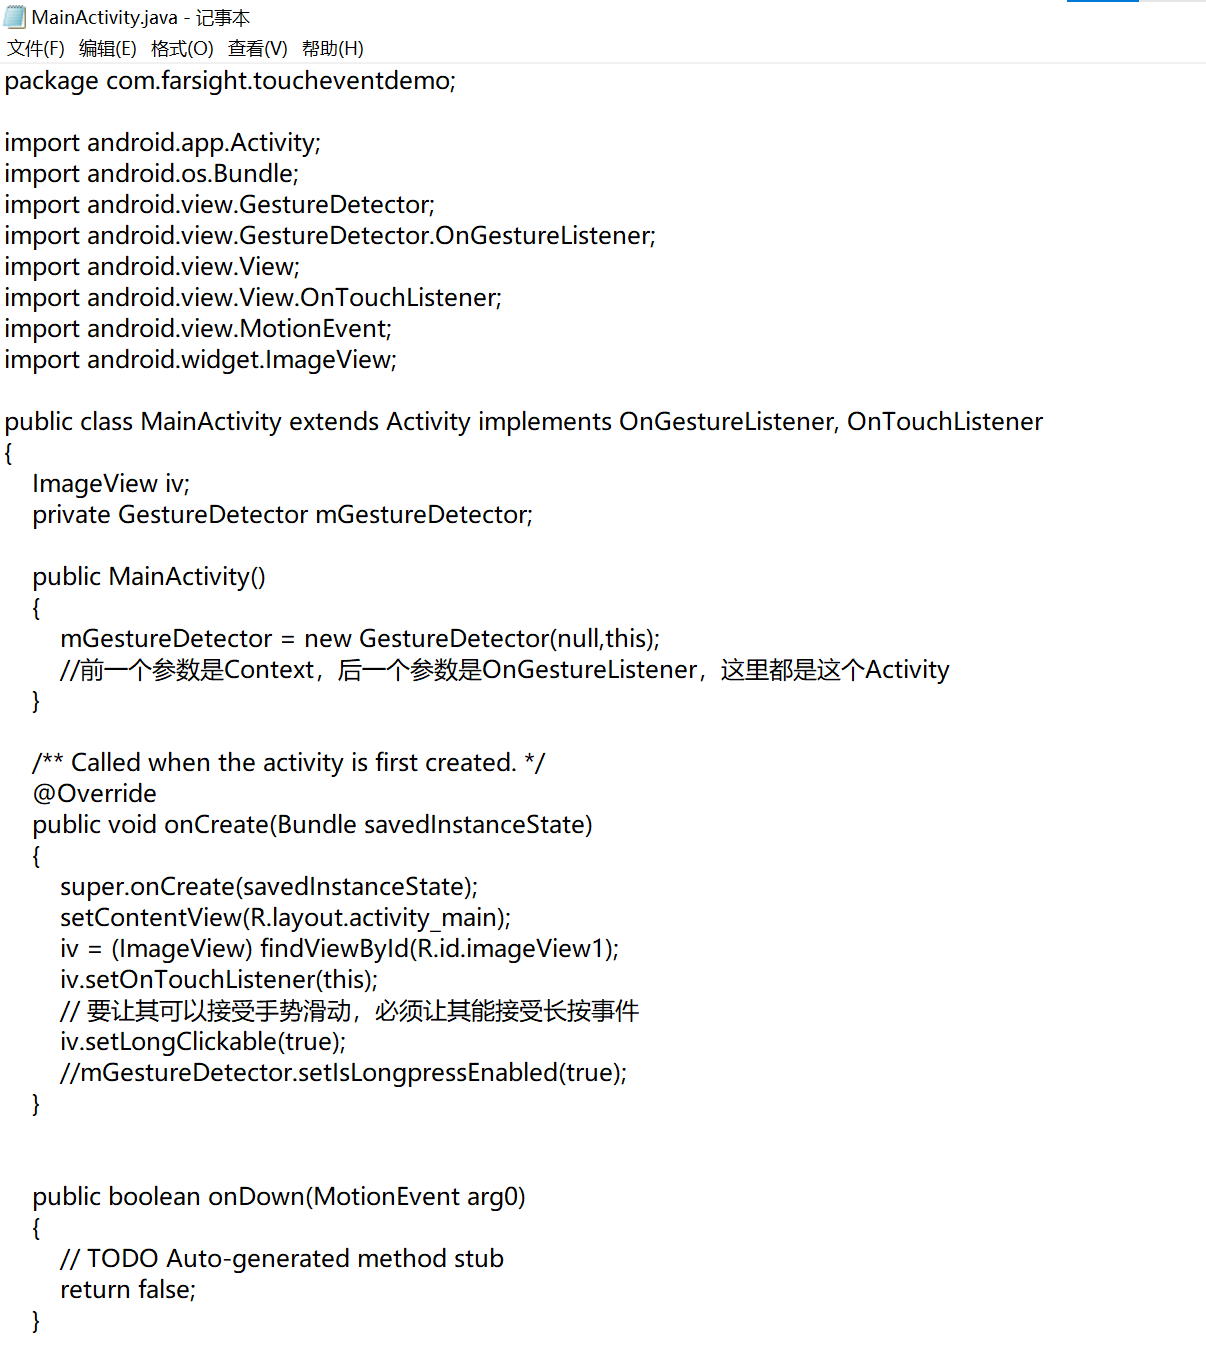 MainActivity.java - 记事本
文件(F) 编辑(E) 格式(O) 查看(V) 帮助(H)
package com.farsight.toucheventdemo;
import android.app.Activity;
import android.os.Bundle;
import android.view.GestureDetector;
import android.view.GestureDetector.OnGestureListener;
import android.view.View;
import android.view.View.OnTouchListener;
import android.view.MotionEvent;
import android.widget.ImageView;
public class MainActivity extends Activity implements OnGestureListener, OnTouchListener
{
ImageView iv;
private GestureDetector mGestureDetector;
public MainActivity()
{
mGestureDetector = new GestureDetector(null,this);
//前一个参数是Context，后一个参数是OnGestureListener，这里都是这个Activity
}
/** Called when the activity is first created. */
@Override
public void onCreate(Bundle savedInstanceState)
{
super.onCreate(savedInstanceState);
setContentView(R.layout.activity_main);
iv = (ImageView) findViewById(R.id.imageView1);
iv.setOnTouchListener(this);
// 要让其可以接受手势滑动，必须让其能接受长按事件
iv.setLongClickable(true);
//mGestureDetector.setIsLongpressEnabled(true);
}
public boolean onDown(MotionEvent arg0)
{
// TODO Auto-generated method stub
return false;
}